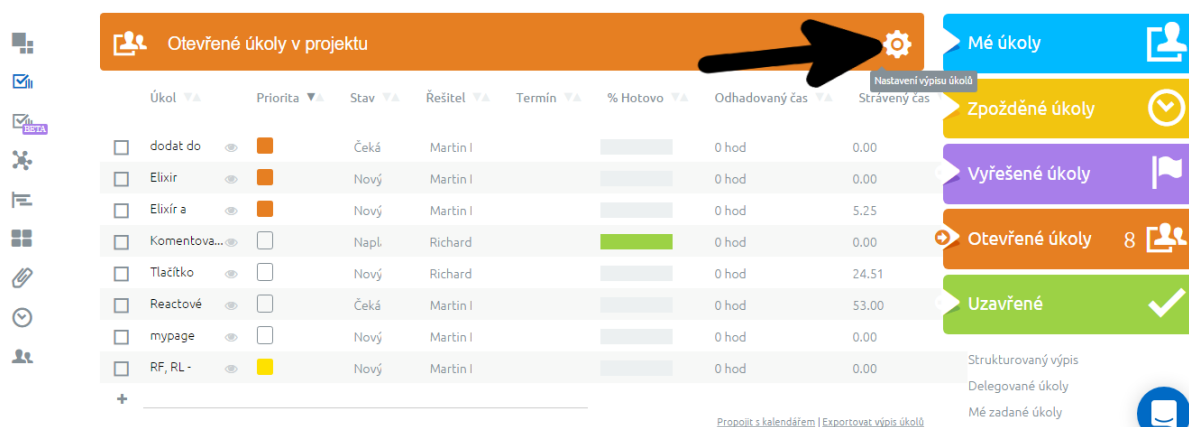 Otevřené úkoly v projektu
Nastavení výpisu úkolů
Úkol Priorita Stav Řešitel Termín % Hotovo Odhadovaný čas Strávený čas
dodat do Čeká Martin 0 hod 0.00
Elixir Nový Martin 0 hod 0.00
Elixír a Nový Martin 0 hod 5.25
Komentova... Napl. Richard 0 hod 0.00
Tlačítko Nový Richard 0 hod 24.51
Reactové Čeká Martin 0 hod 53.00
mypage Nový Martin 0 hod 0.00
RF, RL - Nový Martin 0 hod 0.00
+
Propojit s kalendářem | Exportovat výpis úkolů
BETA
Mé úkoly
Zpožděné úkoly
Vyřešené úkoly
Otevřené úkoly 8
Uzavřené
Strukturovaný výpis
Delegované úkoly
Mé zadané úkoly